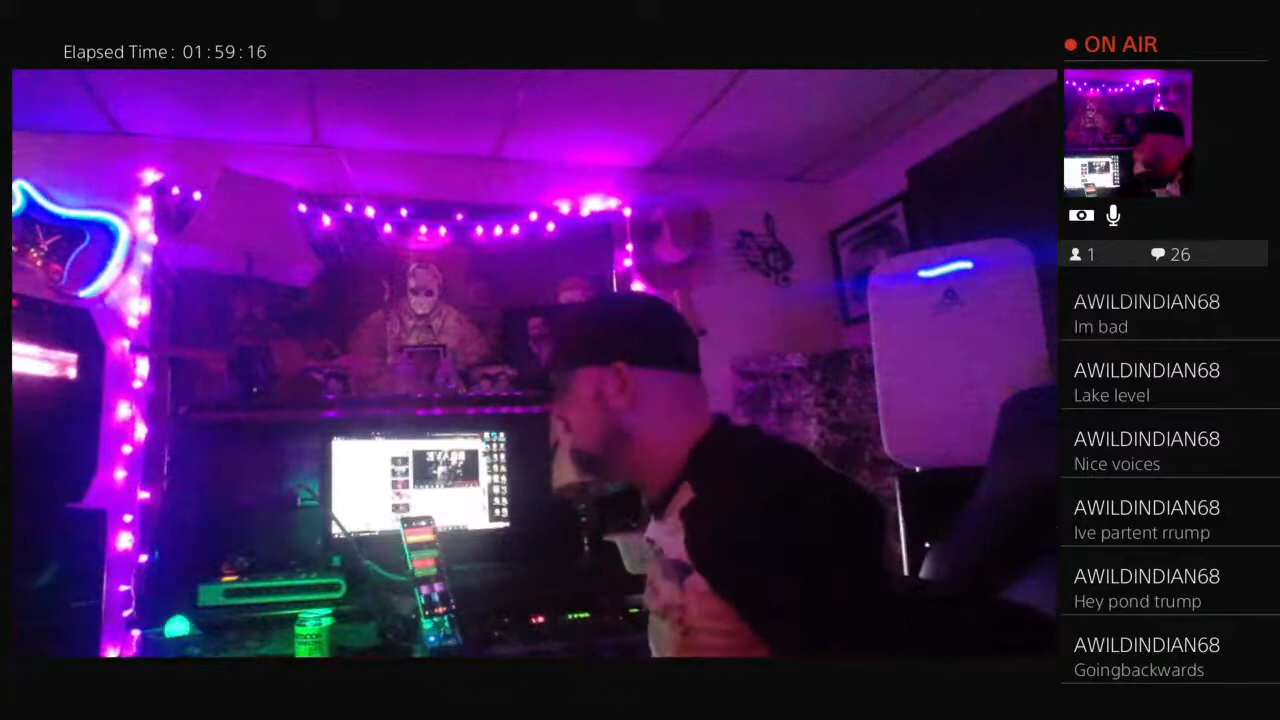 Elapsed Time: 01:59:16
ON AIR
1 26
AWILDINDIAN68
Im bad
AWILDINDIAN68
Lake level
AWILDINDIAN68
Nice voices
AWILDINDIAN68
Ive partent rrump
AWILDINDIAN68
Hey pond trump
AWILDINDIAN68
Goingbackwards